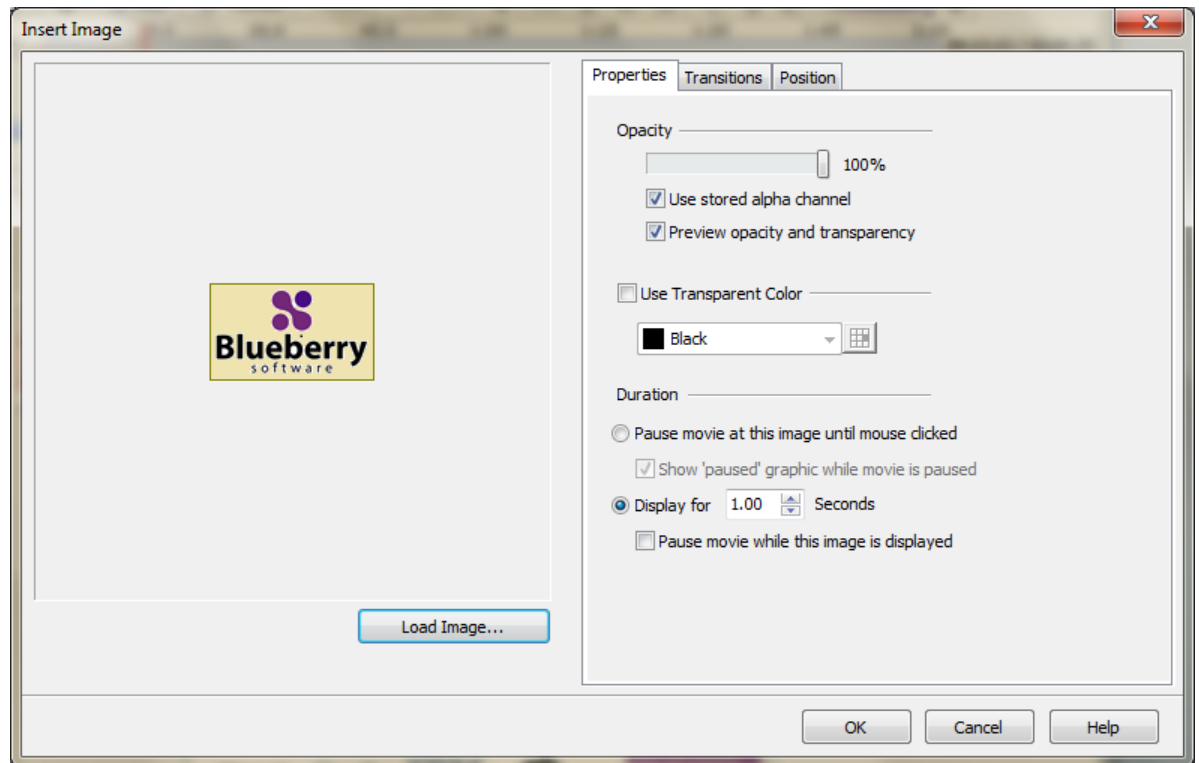 Insert Image
Properties Transitions Position
Opacity
100%
Use stored alpha channel
Preview opacity and transparency
Use Transparent Color
Black
Duration
Pause movie at this image until mouse clicked
Show 'paused' graphic while movie is paused
Display for 1.00 Seconds
Pause movie while this image is displayed
Blueberry
software
Load Image...
OK Cancel Help